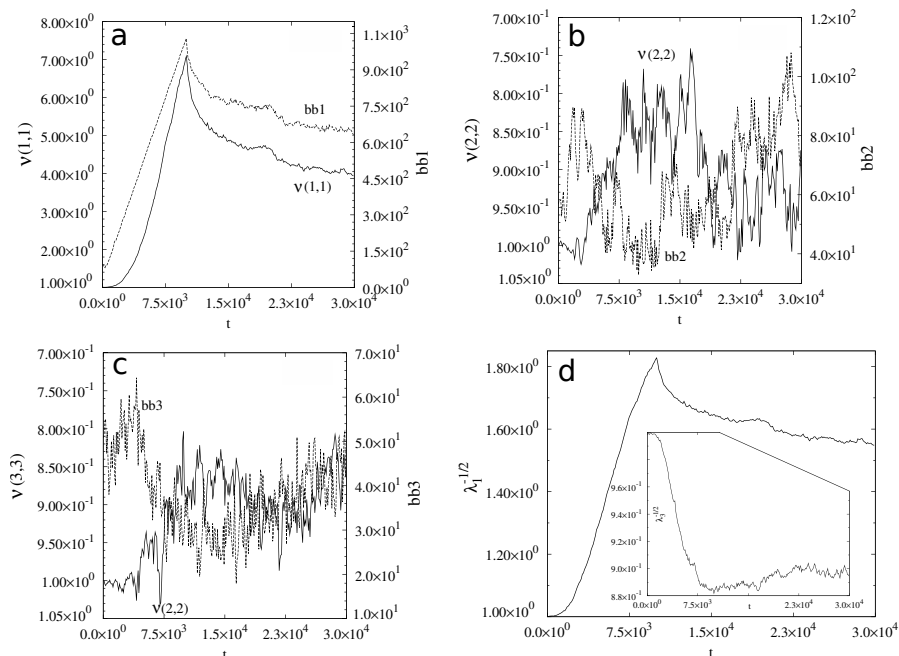 a
8.00×10⁰
7.00×10⁰
6.00×10⁰
5.00×10⁰
4.00×10⁰
3.00×10⁰
2.00×10⁰
1.00×10⁰
ν(1,1)
1.1×10³
9.0×10²
7.5×10²
6.0×10²
4.5×10²
3.0×10²
1.5×10²
0.0×10⁰
bb1
bb1
ν(1,1)
0.0×10⁰ 7.5×10³ 1.5×10⁴ 2.3×10⁴ 3.0×10⁴
t
b
7.00×10⁻¹
7.50×10⁻¹
8.00×10⁻¹
8.50×10⁻¹
9.00×10⁻¹
9.50×10⁻¹
1.00×10⁰
1.05×10⁰
ν(2,2)
1.2×10²
1.0×10²
8.0×10¹
6.0×10¹
4.0×10¹
bb2
ν(2,2)
bb2
0.0×10⁰ 7.5×10³ 1.5×10⁴ 2.3×10⁴ 3.0×10⁴
t
c
7.00×10⁻¹
7.50×10⁻¹
8.00×10⁻¹
8.50×10⁻¹
9.00×10⁻¹
9.50×10⁻¹
1.00×10⁰
1.05×10⁰
ν(3,3)
7.0×10¹
6.0×10¹
5.0×10¹
4.0×10¹
3.0×10¹
2.0×10¹
1.0×10¹
bb3
bb3
ν(2,2)
0.0×10⁰ 7.5×10³ 1.5×10⁴ 2.3×10⁴ 3.0×10⁴
t
d
1.80×10⁰
1.60×10⁰
1.40×10⁰
1.20×10⁰
1.00×10⁰
λ₁⁻¹ᐟ²
9.6×10⁻¹
9.4×10⁻¹
9.2×10⁻¹
9.0×10⁻¹
8.8×10⁻¹
λ₃⁻¹ᐟ²
0.0×10⁰ 7.5×10³ t 2.3×10⁴ 3.0×10⁴
0.0×10⁰ 7.5×10³ 1.5×10⁴ 2.3×10⁴ 3.0×10⁴
t